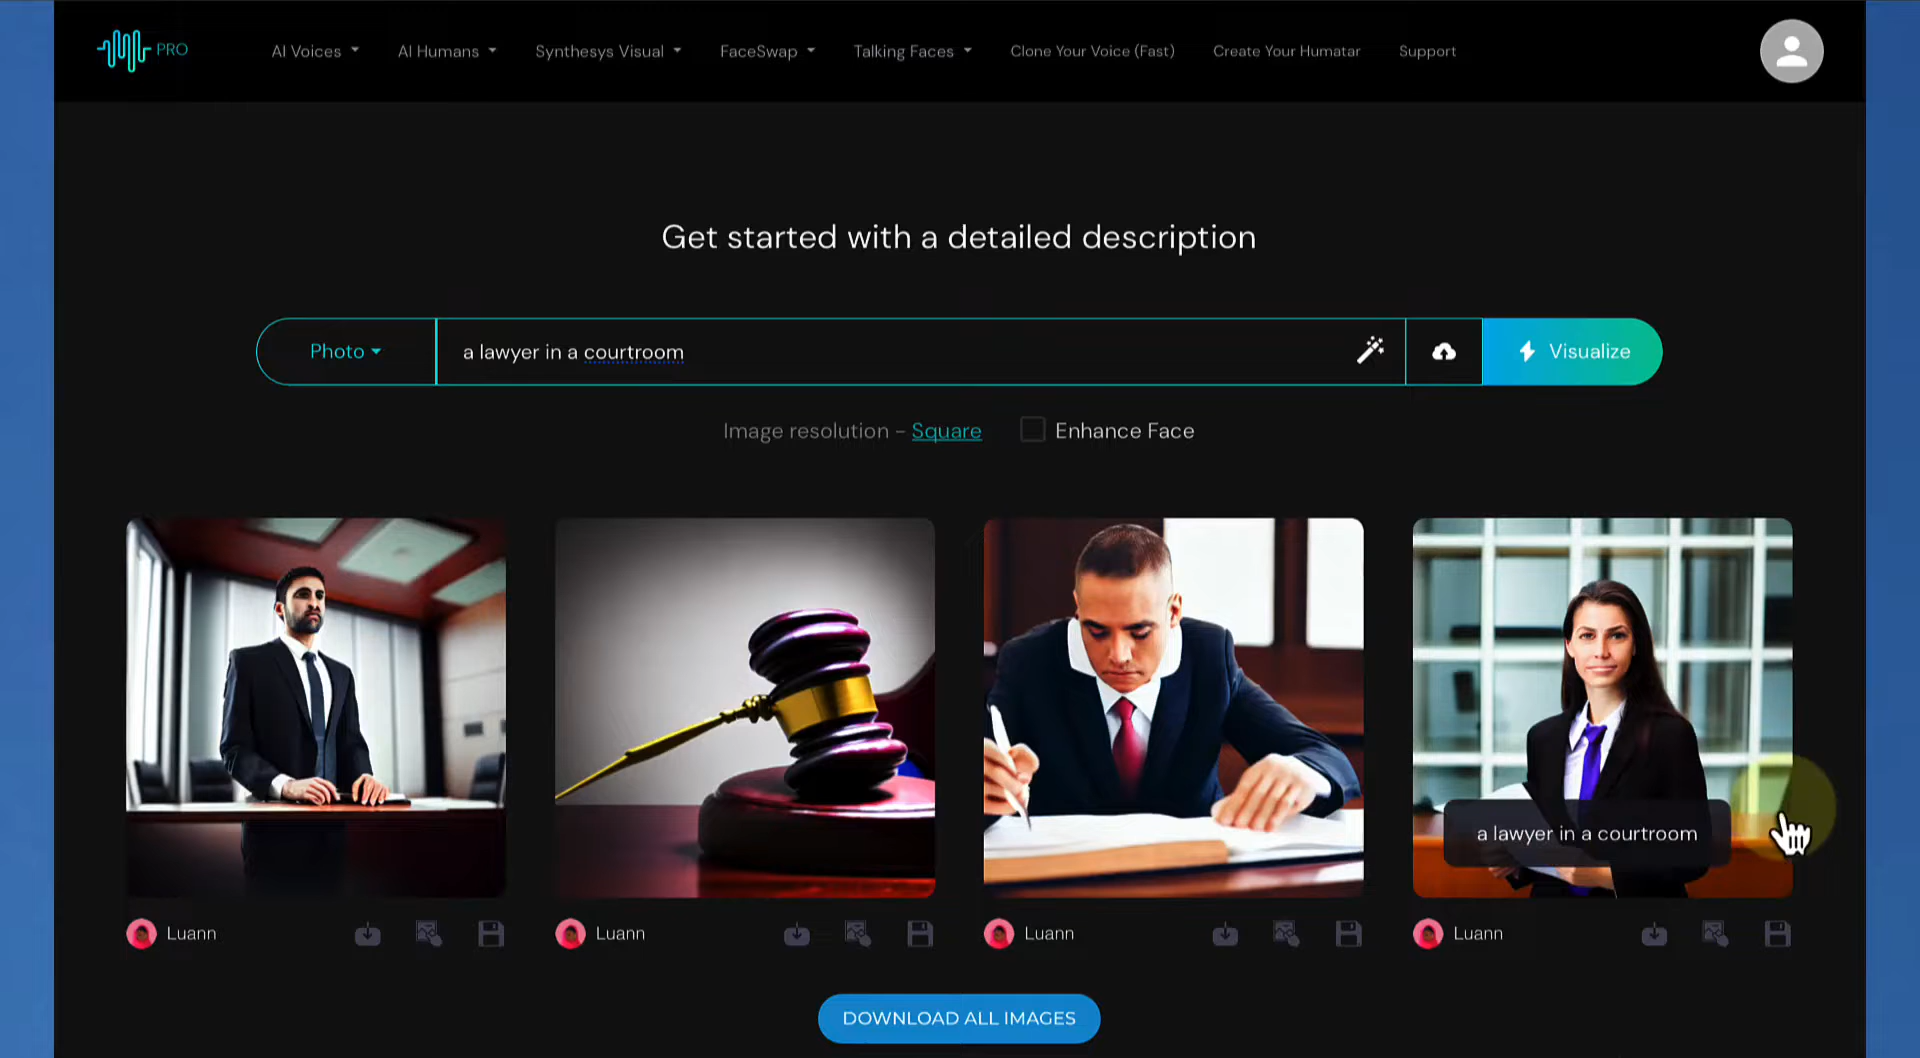 PRO
AI Voices AI Humans Synthesys Visual FaceSwap Talking Faces Clone Your Voice (Fast) Create Your Humatar Support
Get started with a detailed description
Photo a lawyer in a courtroom Visualize
Image resolution - Square Enhance Face
a lawyer in a courtroom
Luann Luann Luann Luann
DOWNLOAD ALL IMAGES